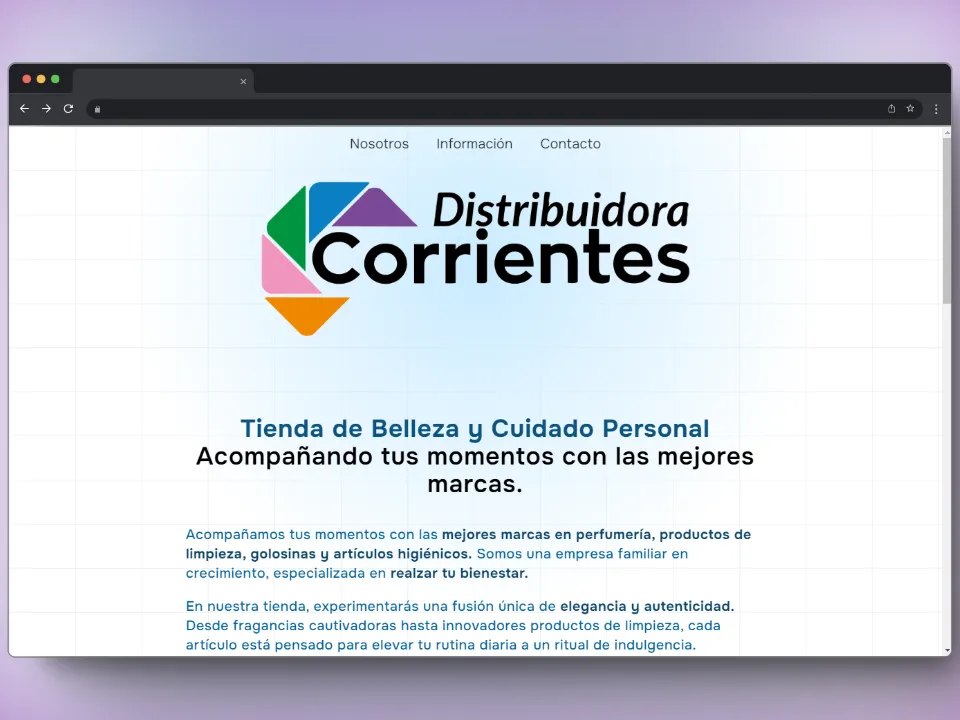 Nosotros Información Contacto
Distribuidora
Corrientes
Tienda de Belleza y Cuidado Personal
Acompañando tus momentos con las mejores
marcas.
Acompañamos tus momentos con las mejores marcas en perfumería, productos de
limpieza, golosinas y artículos higiénicos. Somos una empresa familiar en
crecimiento, especializada en realzar tu bienestar.
En nuestra tienda, experimentarás una fusión única de elegancia y autenticidad.
Desde fragancias cautivadoras hasta innovadores productos de limpieza, cada
artículo está pensado para elevar tu rutina diaria a un ritual de indulgencia.